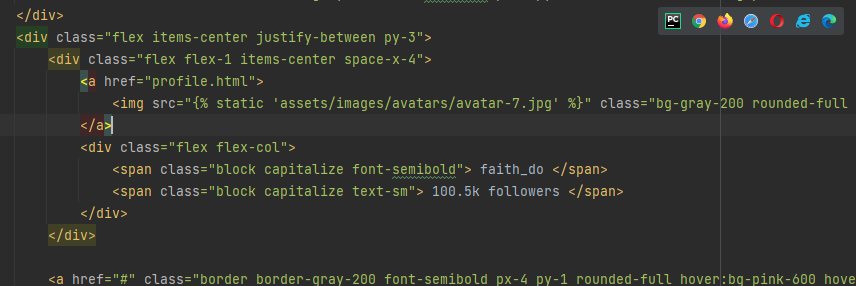 </div>
<div class="flex items-center justify-between py-3">
<div class="flex flex-1 items-center space-x-4">
<a href="profile.html">
<img src="{% static 'assets/images/avatars/avatar-7.jpg' %}" class="bg-gray-200 rounded-full
</a>
<div class="flex flex-col">
<span class="block capitalize font-semibold"> faith_do </span>
<span class="block capitalize text-sm"> 100.5k followers </span>
</div>
</div>
<a href="#" class="border border-gray-200 font-semibold px-4 py-1 rounded-full hover:bg-pink-600 hove
PC